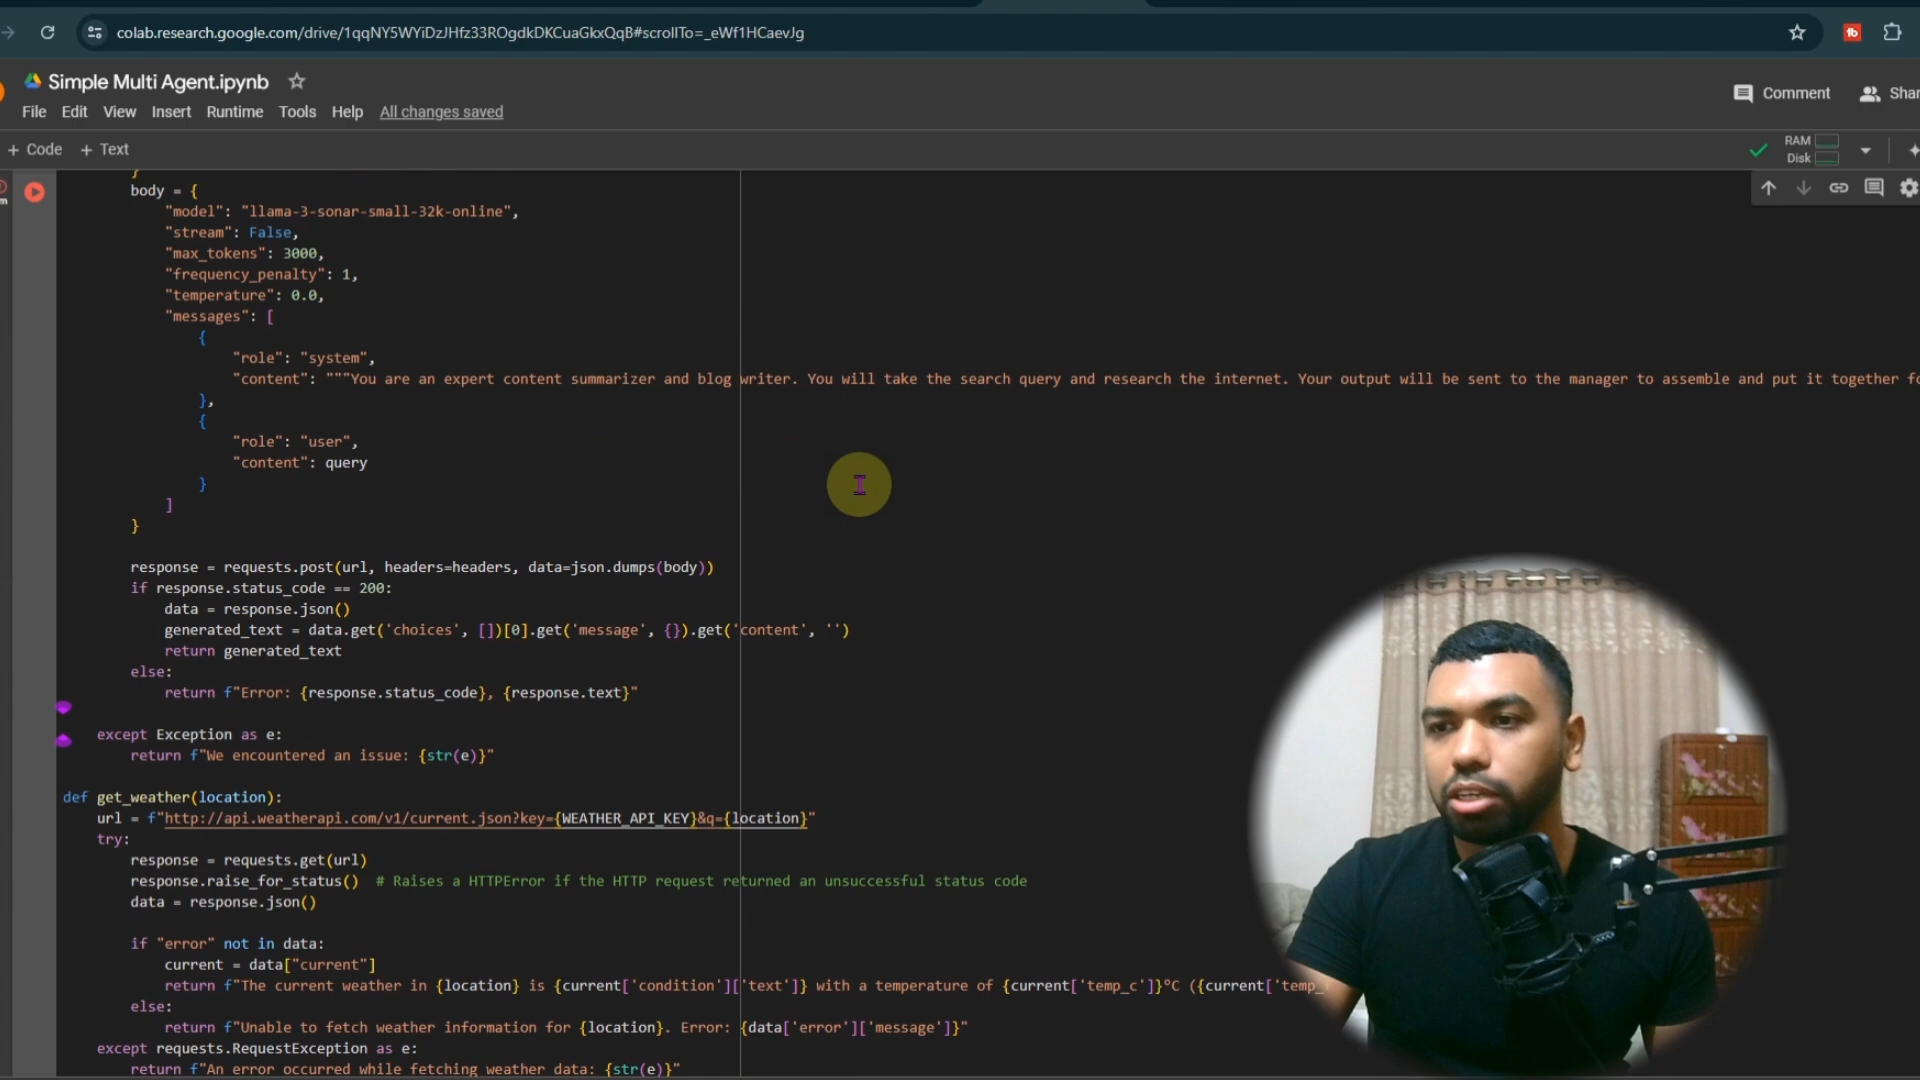 colab.research.google.com/drive/1qqNY5WYiDzJHfz33ROgdkDKCuaGkxQqB#scrollTo=_eWf1HCaevJg
Simple Multi Agent.ipynb
Comment
File Edit View Insert Runtime Tools Help All changes saved
+ Code + Text
RAM
Disk
}
body = {
"model": "llama-3-sonar-small-32k-online",
"stream": False,
"max_tokens": 3000,
"frequency_penalty": 1,
"temperature": 0.0,
"messages": [
{
"role": "system",
"content": """You are an expert content summarizer and blog writer. You will take the search query and research the internet. Your output will be sent to the manager to assemble and put it together
},
{
"role": "user",
"content": query
}
]
}
response = requests.post(url, headers=headers, data=json.dumps(body))
if response.status_code == 200:
data = response.json()
generated_text = data.get('choices', [])[0].get('message', {}).get('content', '')
return generated_text
else:
return f"Error: {response.status_code}, {response.text}"
except Exception as e:
return f"We encountered an issue: {str(e)}"
def get_weather(location):
url = f"http://api.weatherapi.com/v1/current.json?key={WEATHER_API_KEY}&q={location}"
try:
response = requests.get(url)
response.raise_for_status() # Raises a HTTPError if the HTTP request returned an unsuccessful status code
data = response.json()
if "error" not in data:
current = data["current"]
return f"The current weather in {location} is {current['condition']['text']} with a temperature of {current['temp_c']}°C ({current['temp_
else:
return f"Unable to fetch weather information for {location}. Error: {data['error']['message']}"
except requests.RequestException as e:
return f"An error occurred while fetching weather data: {str(e)}"